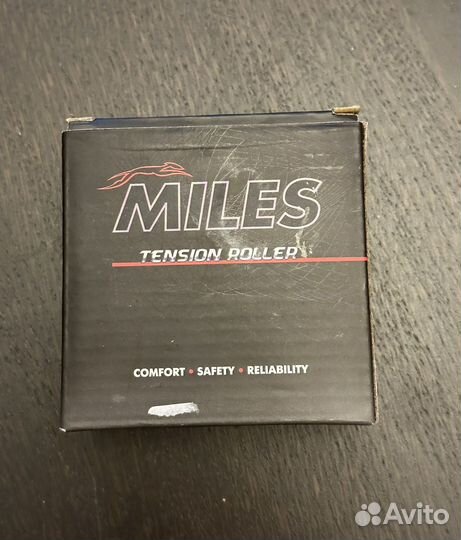 MILES
TENSION ROLLER
COMFORT • SAFETY • RELIABILITY
Avito